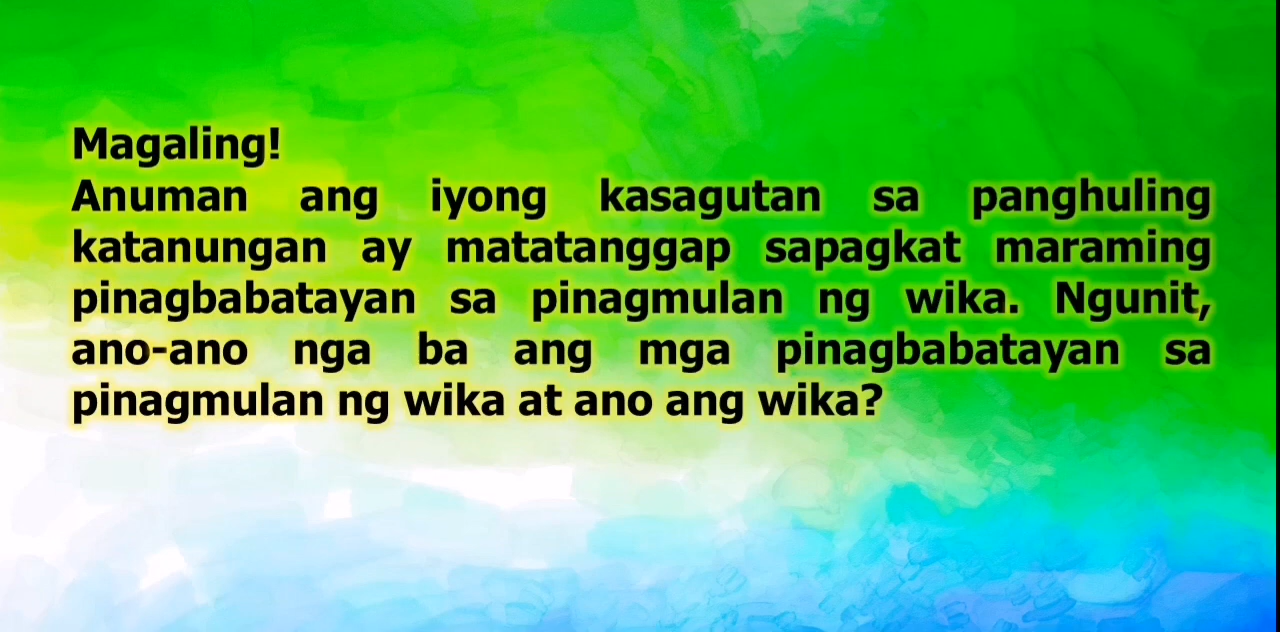 Magaling!
Anuman ang iyong kasagutan sa panghuling
katanungan ay matatanggap sapagkat maraming
pinagbabatayan sa pinagmulan ng wika. Ngunit,
ano-ano nga ba ang mga pinagbabatayan sa
pinagmulan ng wika at ano ang wika?